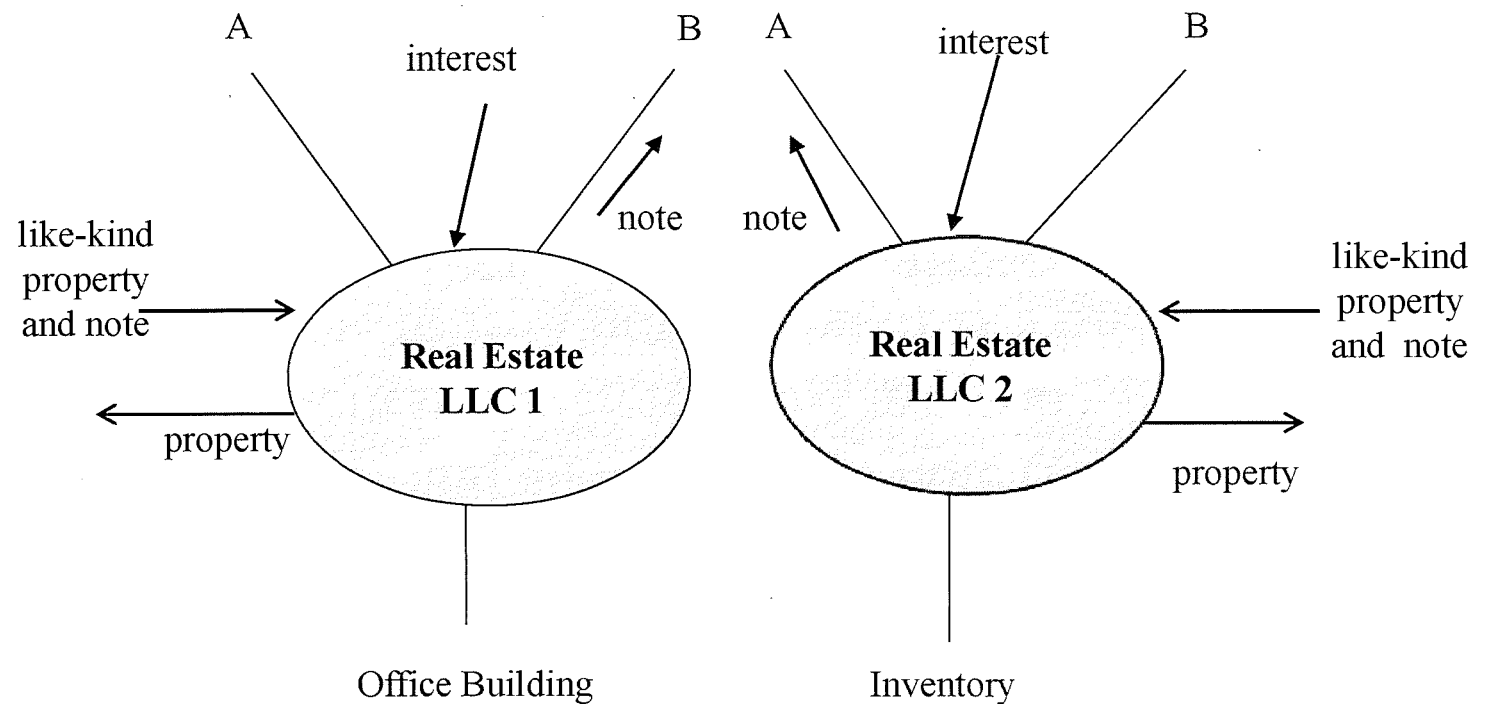 A
interest
B
like-kind
property
and note
note
Real Estate
LLC 1
property
Office Building
A
interest
B
note
like-kind
property
and note
Real Estate
LLC 2
property
Inventory